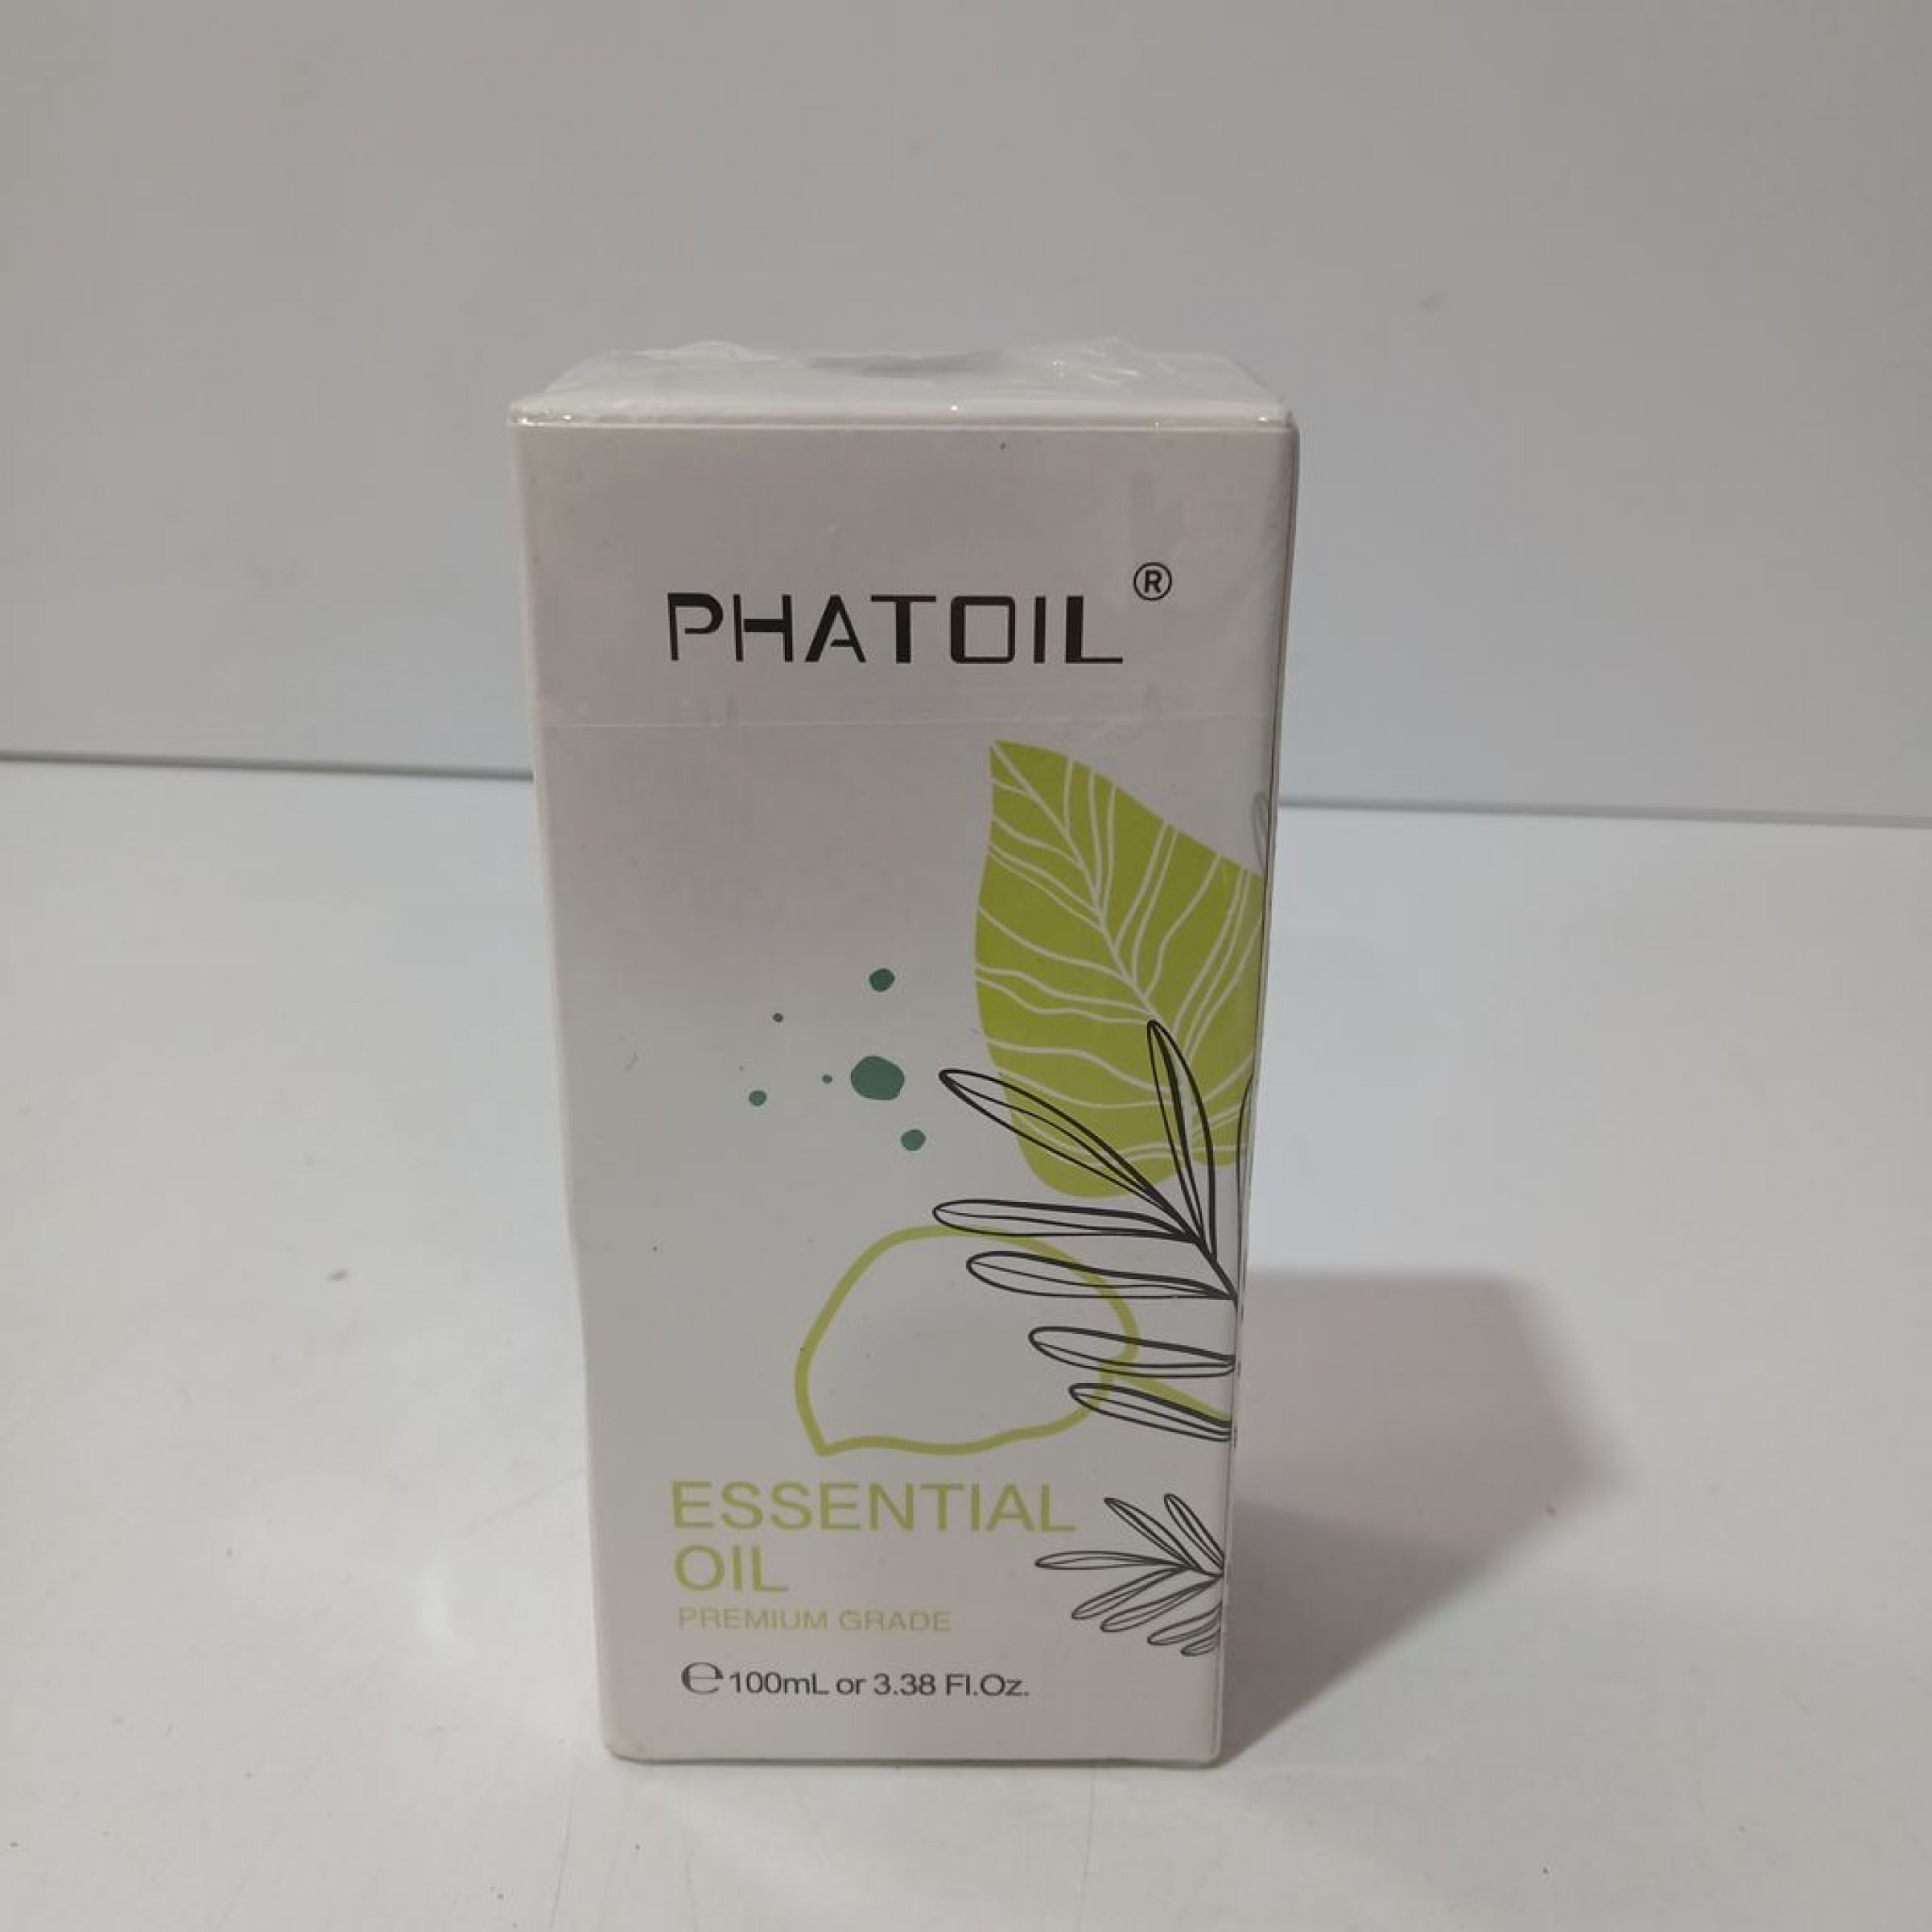 PHATOIL®
ESSENTIAL
OIL
PREMIUM GRADE
℮100mL or 3.38 Fl.Oz.